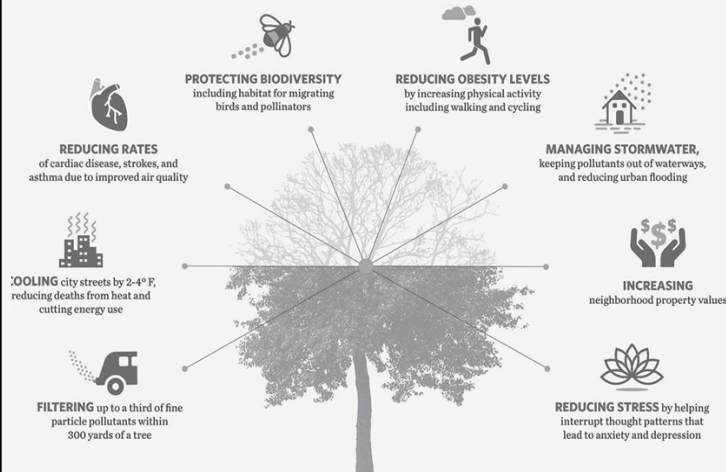 PROTECTING BIODIVERSITY
including habitat for migrating
birds and pollinators
REDUCING OBESITY LEVELS
by increasing physical activity
including walking and cycling
REDUCING RATES
of cardiac disease, strokes, and
asthma due to improved air quality
MANAGING STORMWATER,
keeping pollutants out of waterways,
and reducing urban flooding
COOLING city streets by 2-4° F,
reducing deaths from heat and
cutting energy use
$ $ $
INCREASING
neighborhood property values
FILTERING up to a third of fine
particle pollutants within
300 yards of a tree
REDUCING STRESS by helping
interrupt thought patterns that
lead to anxiety and depression